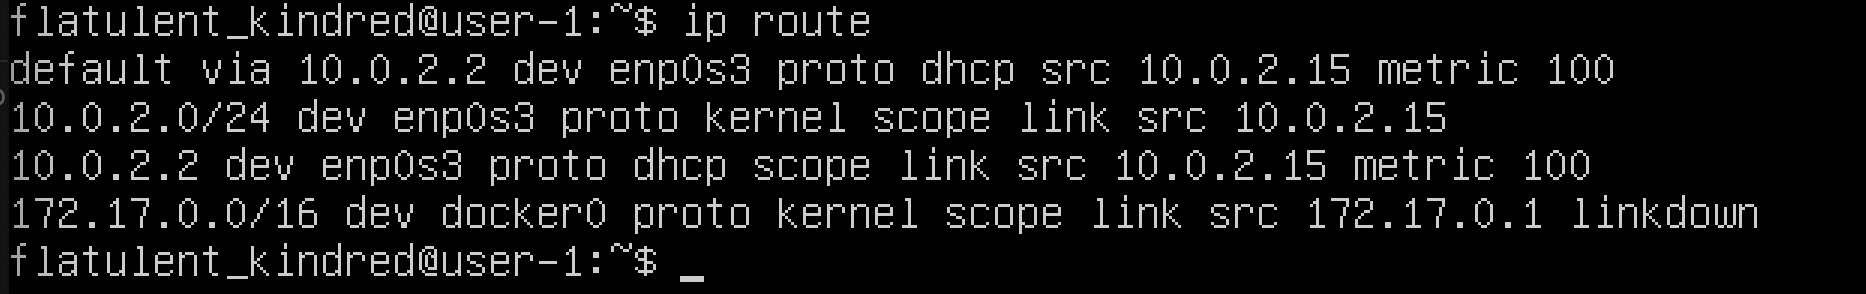 flatulent_kindred@user-1:~$ ip route
default via 10.0.2.2 dev enp0s3 proto dhcp src 10.0.2.15 metric 100
10.0.2.0/24 dev enp0s3 proto kernel scope link src 10.0.2.15
10.0.2.2 dev enp0s3 proto dhcp scope link src 10.0.2.15 metric 100
172.17.0.0/16 dev docker0 proto kernel scope link src 172.17.0.1 linkdown
flatulent_kindred@user-1:~$ _